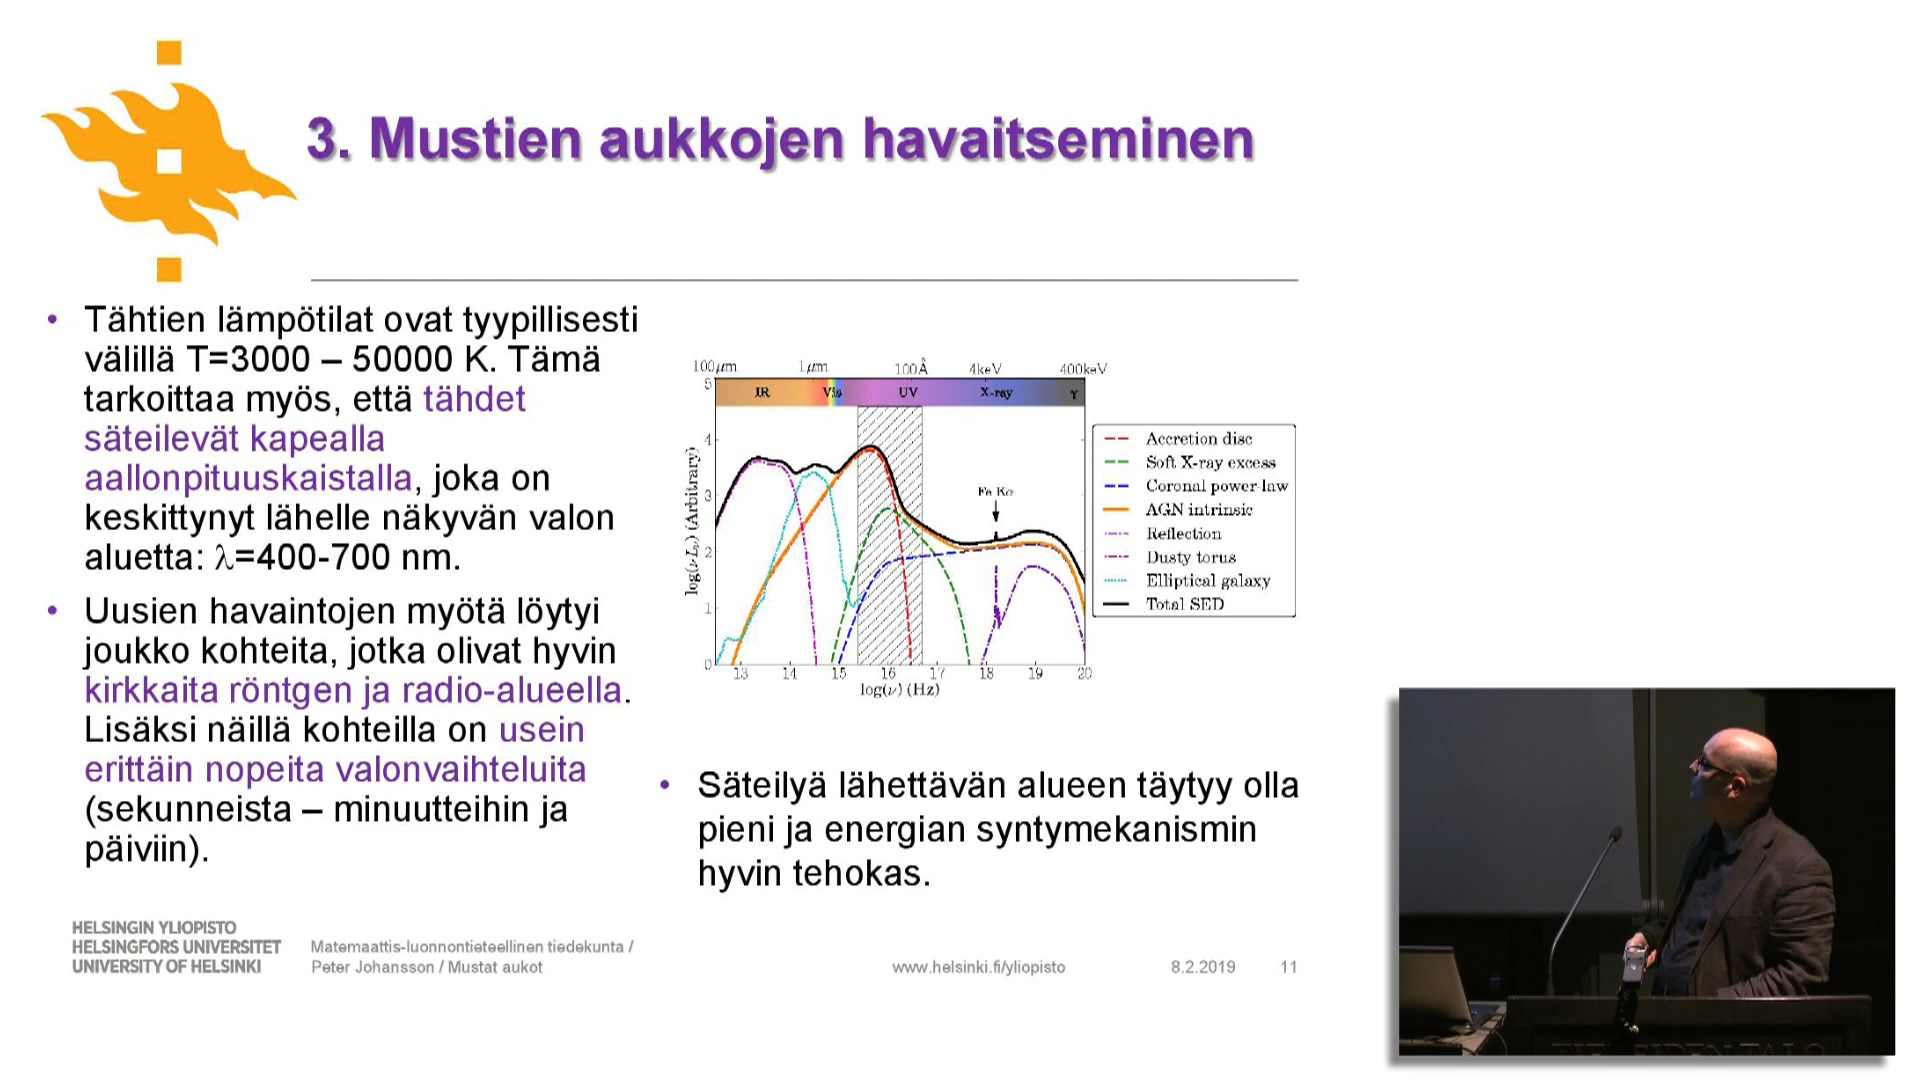 3. Mustien aukkojen havaitseminen
• Tähtien lämpötilat ovat tyypillisesti
välillä T=3000 – 50000 K. Tämä
tarkoittaa myös, että tähdet
säteilevät kapealla
aallonpituuskaistalla, joka on
keskittynyt lähelle näkyvän valon
aluetta: λ=400-700 nm.
• Uusien havaintojen myötä löytyi
joukko kohteita, jotka olivat hyvin
kirkkaita röntgen ja radio-alueella.
Lisäksi näillä kohteilla on usein
erittäin nopeita valonvaihteluita
(sekunneista – minuutteihin ja
päiviin).
100μm 1μm 100Å 4keV 400keV
IR Vis UV X-ray γ
5
4
3
2
1
0
log(νLν) (Arbitrary)
Fe Kα
13 14 15 16 17 18 19 20
log(ν) (Hz)
Accretion disc
Soft X-ray excess
Coronal power-law
AGN intrinsic
Reflection
Dusty torus
Elliptical galaxy
Total SED
• Säteilyä lähettävän alueen täytyy olla
pieni ja energian syntymekanismin
hyvin tehokas.
HELSINGIN YLIOPISTO
HELSINGFORS UNIVERSITET
UNIVERSITY OF HELSINKI
Matemaattis-luonnontieteellinen tiedekunta /
Peter Johansson / Mustat aukot
www.helsinki.fi/yliopisto
8.2.2019
11